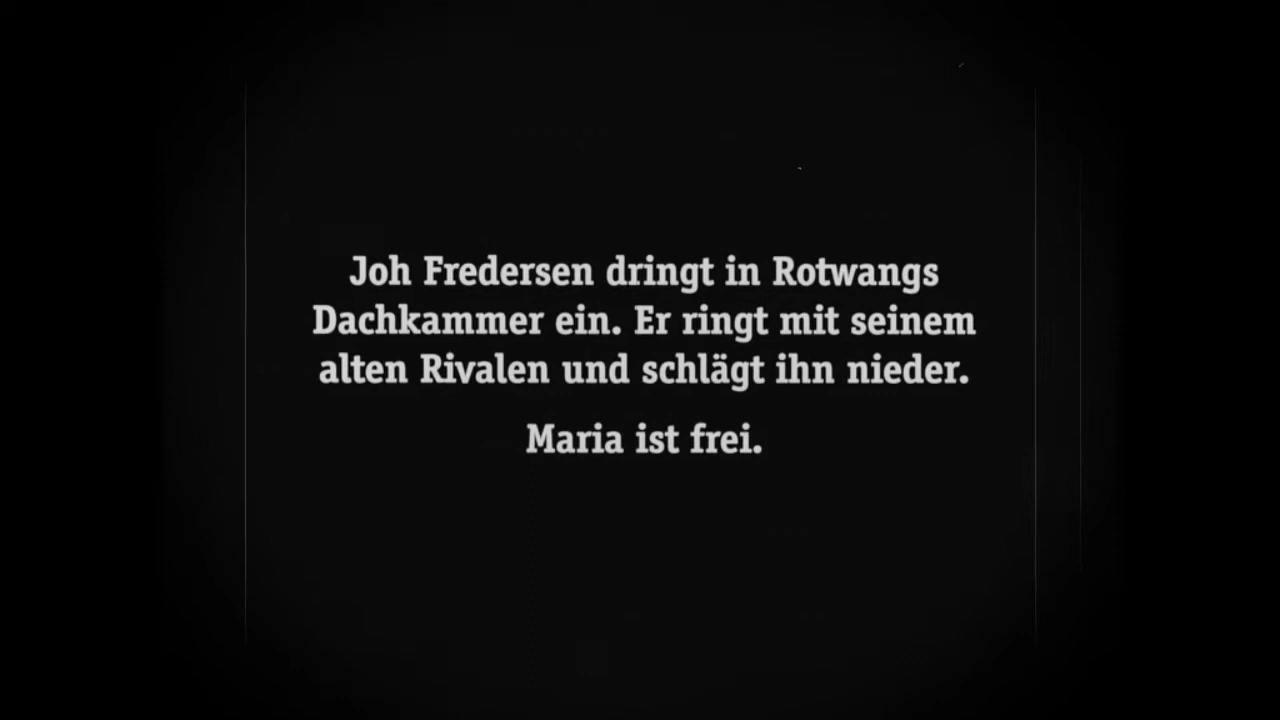 Joh Fredersen dringt in Rotwangs
Dachkammer ein. Er ringt mit seinem
alten Rivalen und schlägt ihn nieder.
Maria ist frei.